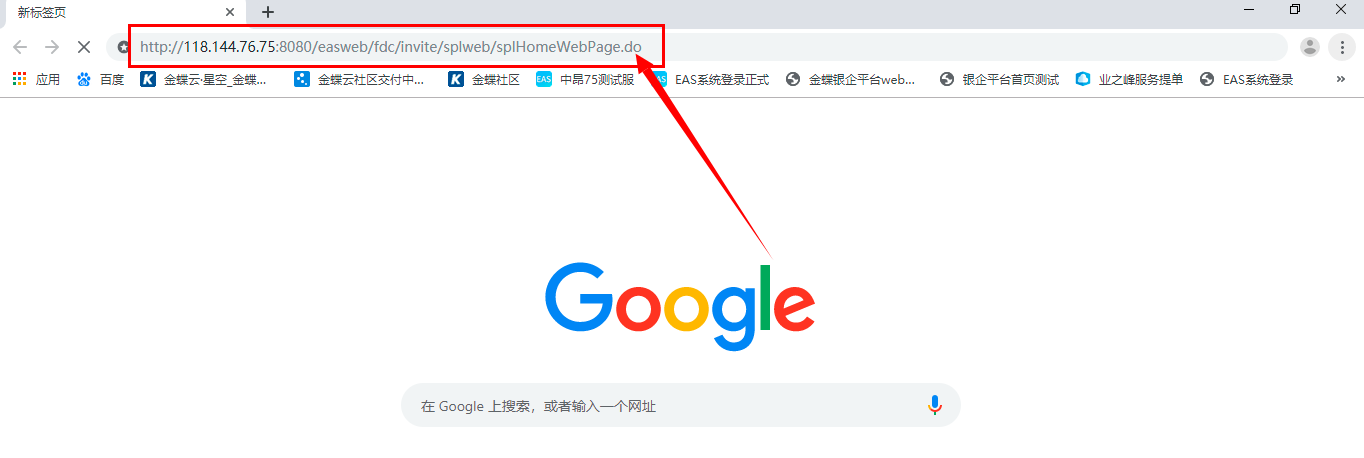 新标签页
http://118.144.76.75:8080/easweb/fdc/invite/splweb/splHomeWebPage.do
应用 百度 金蝶云·星空_金蝶... 金蝶云社区交付中... 金蝶社区 EAS 中昂75测试服 EAS系统登录正式 金蝶银企平台web... 银企平台首页测试 业之峰服务提单 EAS系统登录 »
Google
在 Google 上搜索，或者输入一个网址